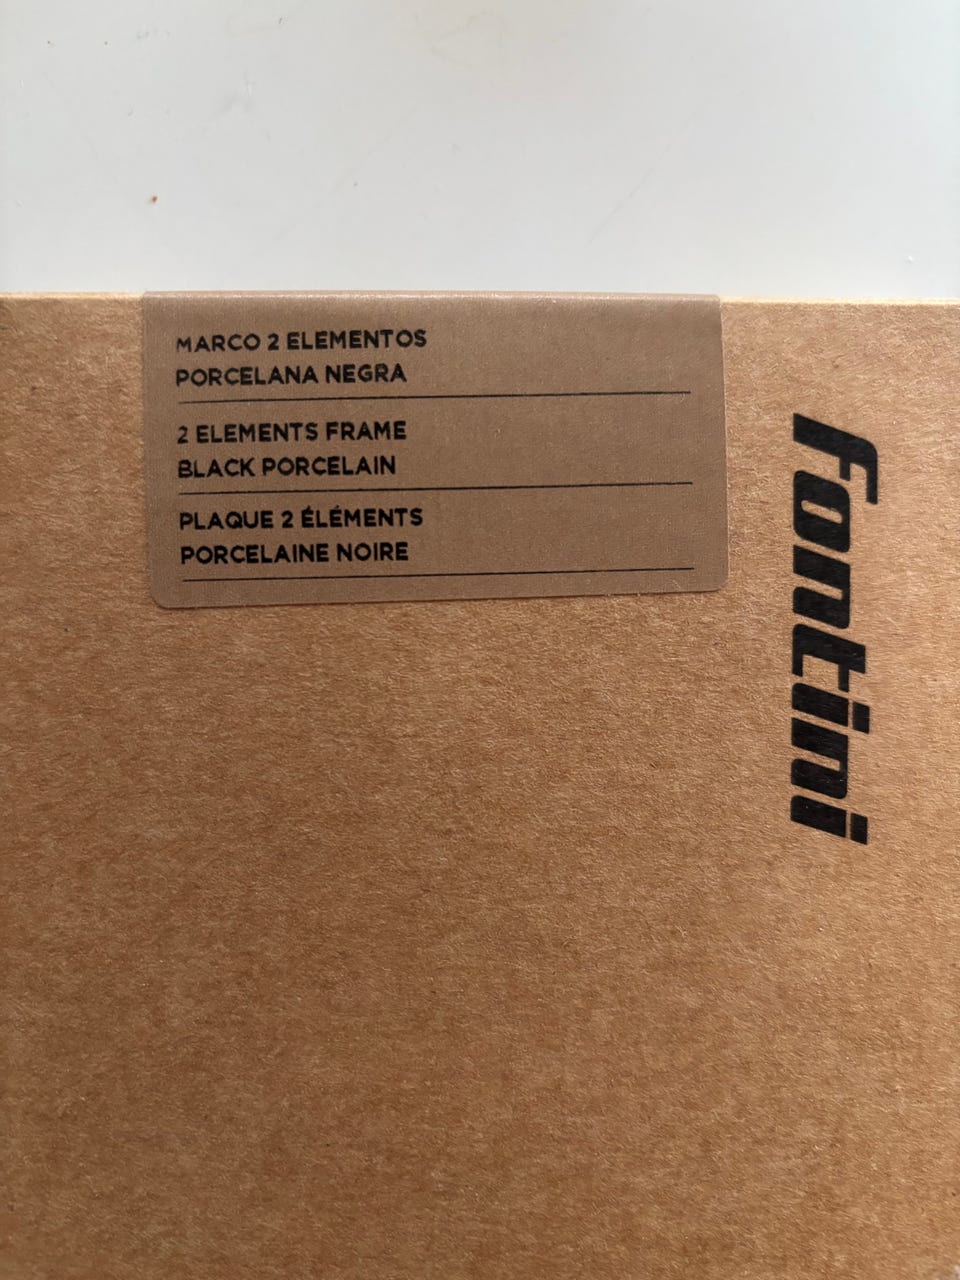 MARCO 2 ELEMENTOS
PORCELANA NEGRA
2 ELEMENTS FRAME
BLACK PORCELAIN
PLAQUE 2 ÉLÉMENTS
PORCELAINE NOIRE
fontini